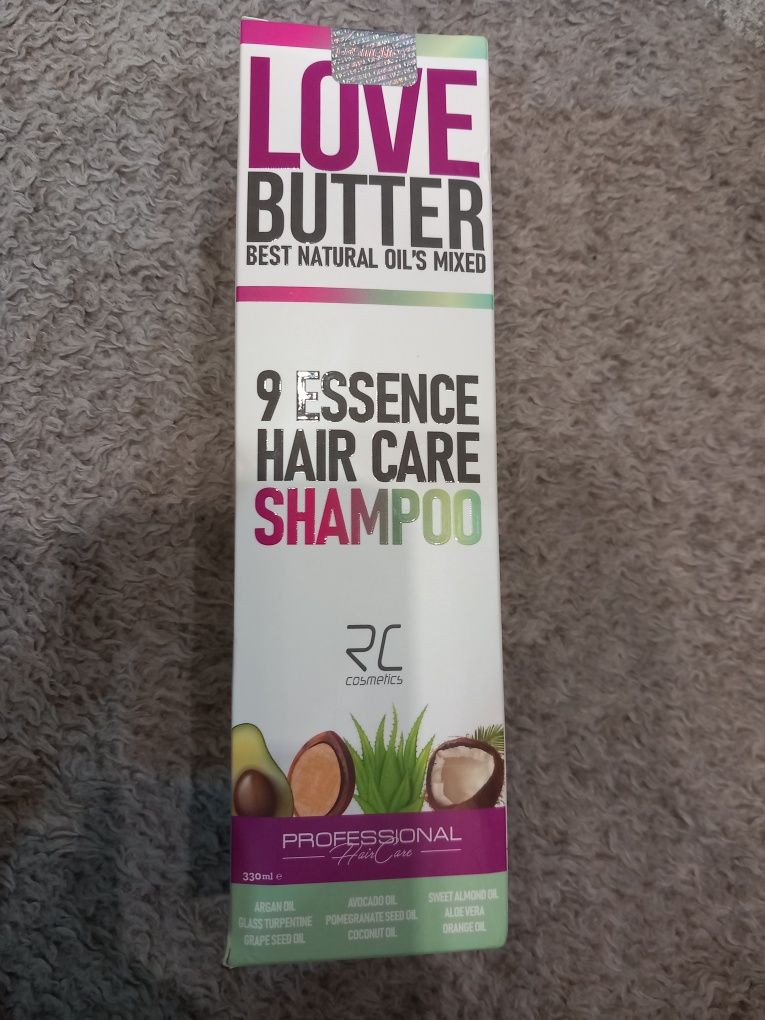 LOVE
BUTTER
BEST NATURAL OIL'S MIXED
9 ESSENCE
HAIR CARE
SHAMPOO
RC
cosmetics
PROFESSIONAL
Hair Care
330ml e
ARGAN OIL
GLASS TURPENTINE
GRAPE SEED OIL
AVOCADO OIL
POMEGRANATE SEED OIL
COCONUT OIL
SWEET ALMOND OIL
ALOE VERA
ORANGE OIL